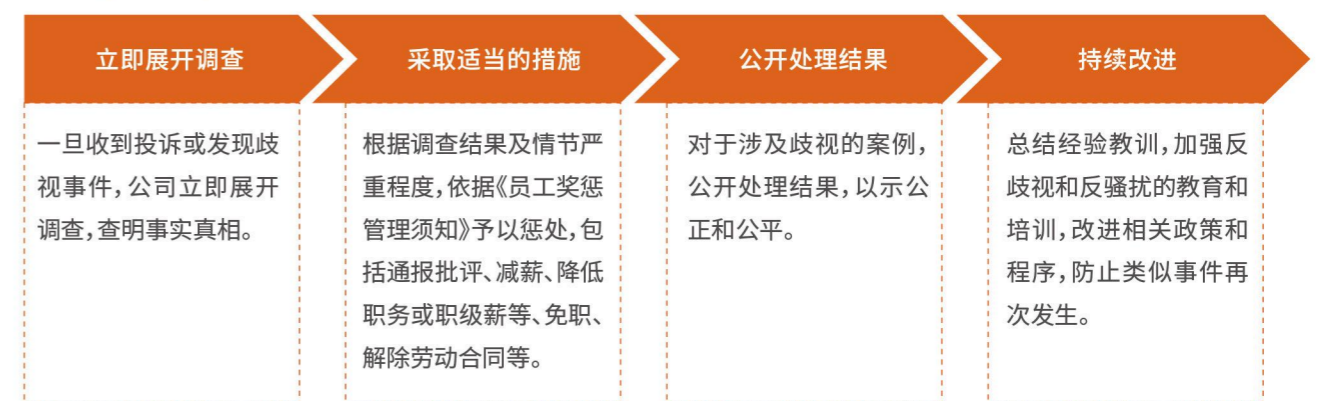 立即展开调查
一旦收到投诉或发现歧
视事件，公司立即展开
调查，查明事实真相。
采取适当的措施
根据调查结果及情节严
重程度，依据《员工奖惩
管理须知》予以惩处，包
括通报批评、减薪、降低
职务或职级薪等、免职、
解除劳动合同等。
公开处理结果
对于涉及歧视的案例，
公开处理结果，以示公
正和公平。
持续改进
总结经验教训，加强反
歧视和反骚扰的教育和
培训，改进相关政策和
程序，防止类似事件再
次发生。